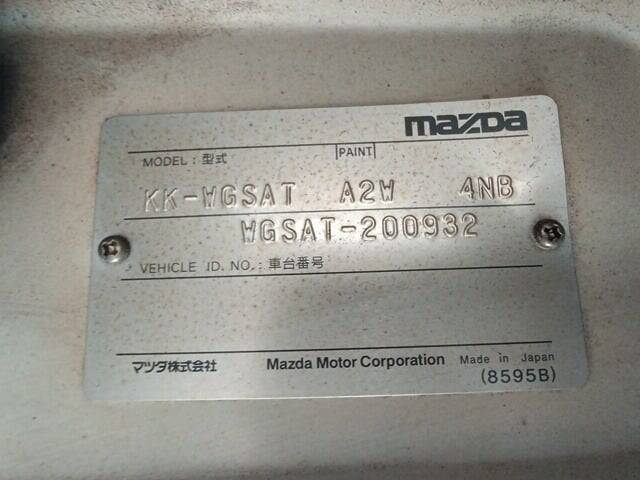 mazda
MODEL : 型式 PAINT
KK-WGSAT A2W 4NB
WGSAT-200932
VEHICLE ID. NO. : 車台番号
マツダ株式会社 Mazda Motor Corporation Made in Japan
(8595B)